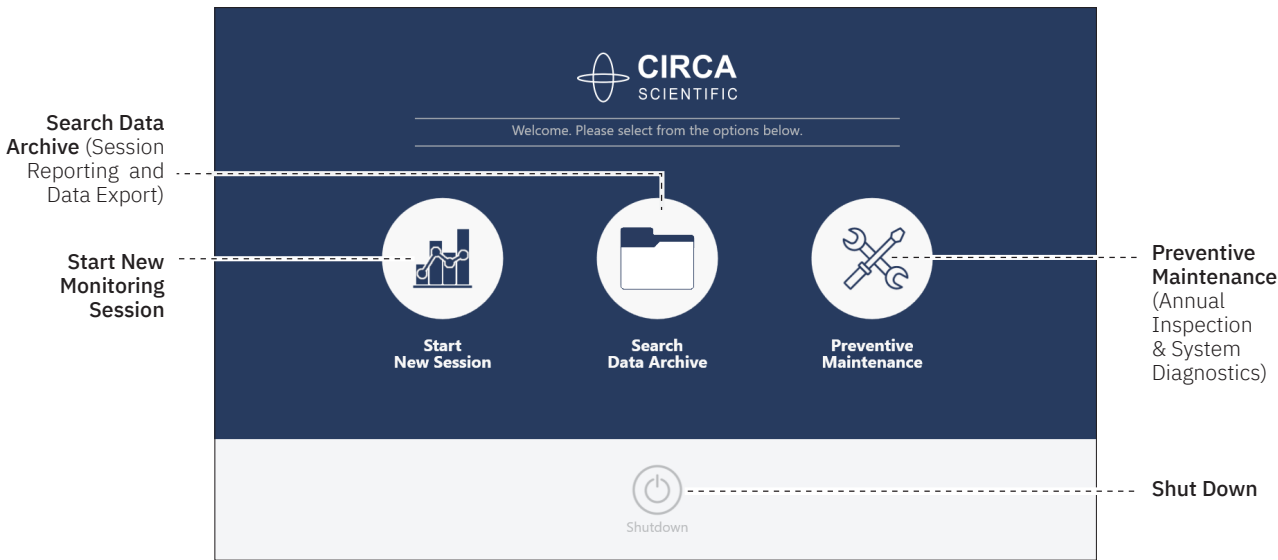 CIRCA
SCIENTIFIC
Welcome. Please select from the options below.
Search Data
Archive (Session
Reporting and
Data Export)
Start New
Monitoring
Session
Start
New Session
Search
Data Archive
Preventive
Maintenance
Preventive
Maintenance
(Annual
Inspection
& System
Diagnostics)
Shutdown
Shut Down